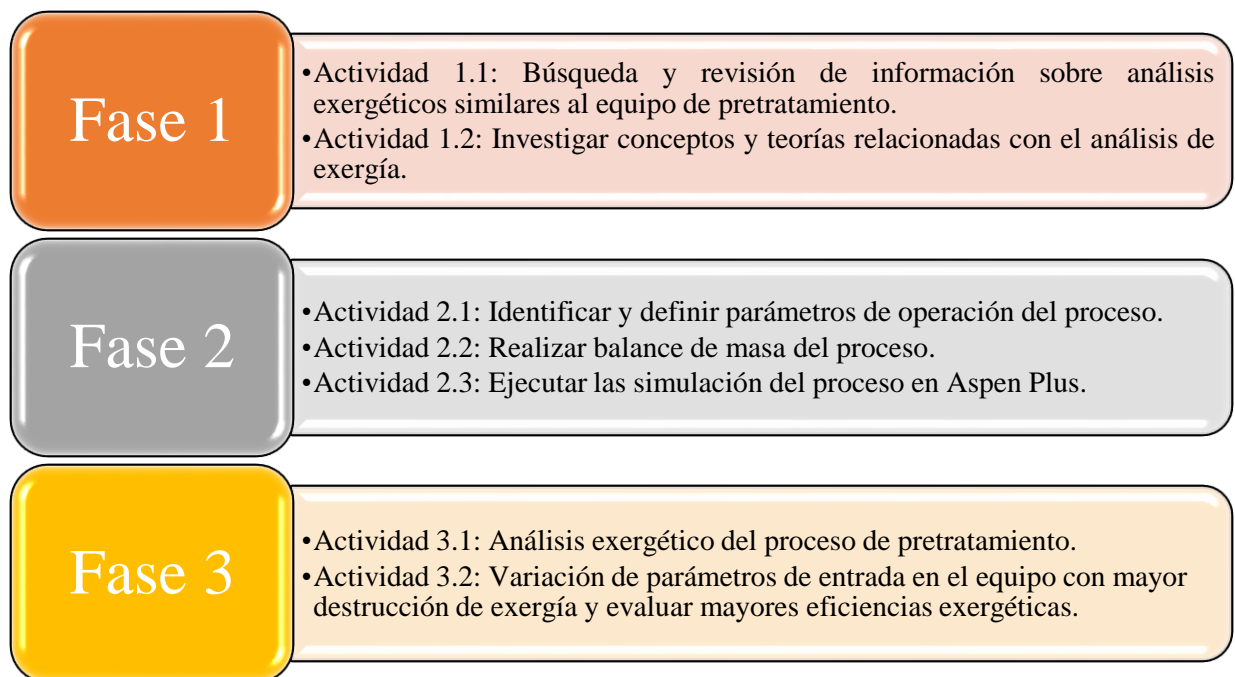 Fase 1
•Actividad 1.1: Búsqueda y revisión de información sobre análisis
exergéticos similares al equipo de pretratamiento.
•Actividad 1.2: Investigar conceptos y teorías relacionadas con el análisis de
exergía.
Fase 2
•Actividad 2.1: Identificar y definir parámetros de operación del proceso.
•Actividad 2.2: Realizar balance de masa del proceso.
•Actividad 2.3: Ejecutar las simulación del proceso en Aspen Plus.
Fase 3
•Actividad 3.1: Análisis exergético del proceso de pretratamiento.
•Actividad 3.2: Variación de parámetros de entrada en el equipo con mayor
destrucción de exergía y evaluar mayores eficiencias exergéticas.